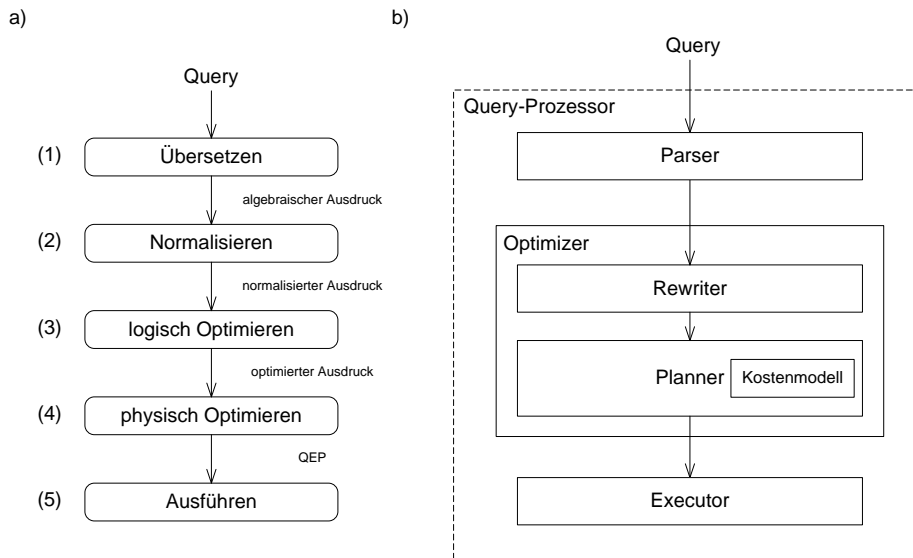 a)
Query
(1) Übersetzen
algebraischer Ausdruck
(2) Normalisieren
normalisierter Ausdruck
(3) logisch Optimieren
optimierter Ausdruck
(4) physisch Optimieren
QEP
(5) Ausführen
b)
Query
Query-Prozessor
Parser
Optimizer
Rewriter
Planner
Kostenmodell
Executor